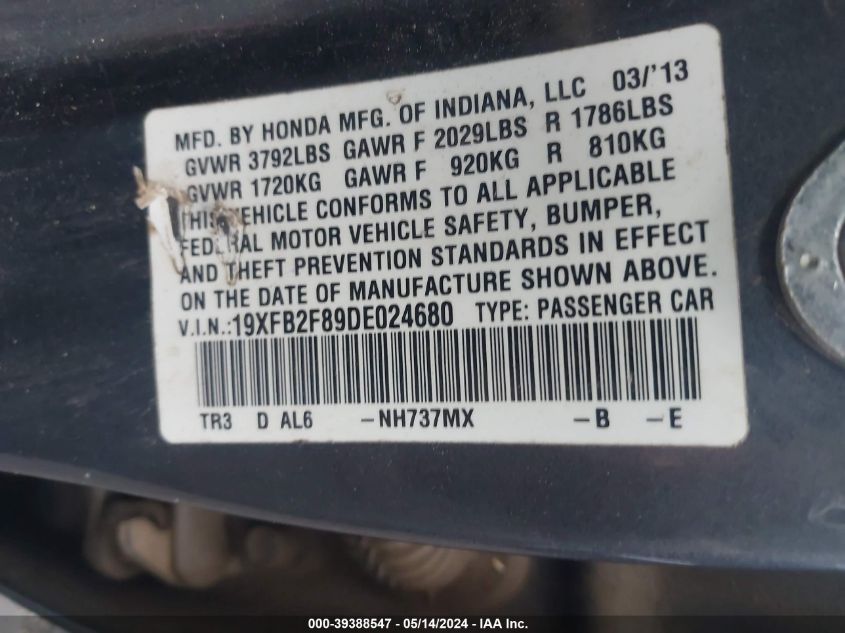 MFD. BY HONDA MFG. OF INDIANA, LLC 03/'13
GVWR 3792LBS GAWR F 2029LBS R 1786LBS
GVWR 1720KG GAWR F 920KG R 810KG
THIS VEHICLE CONFORMS TO ALL APPLICABLE
FEDERAL MOTOR VEHICLE SAFETY, BUMPER,
AND THEFT PREVENTION STANDARDS IN EFFECT
ON THE DATE OF MANUFACTURE SHOWN ABOVE.
V.I.N.:19XFB2F89DE024680 TYPE: PASSENGER CAR
TR3 D AL6 -NH737MX -B -E
000-39388547 - 05/14/2024 - IAA Inc.